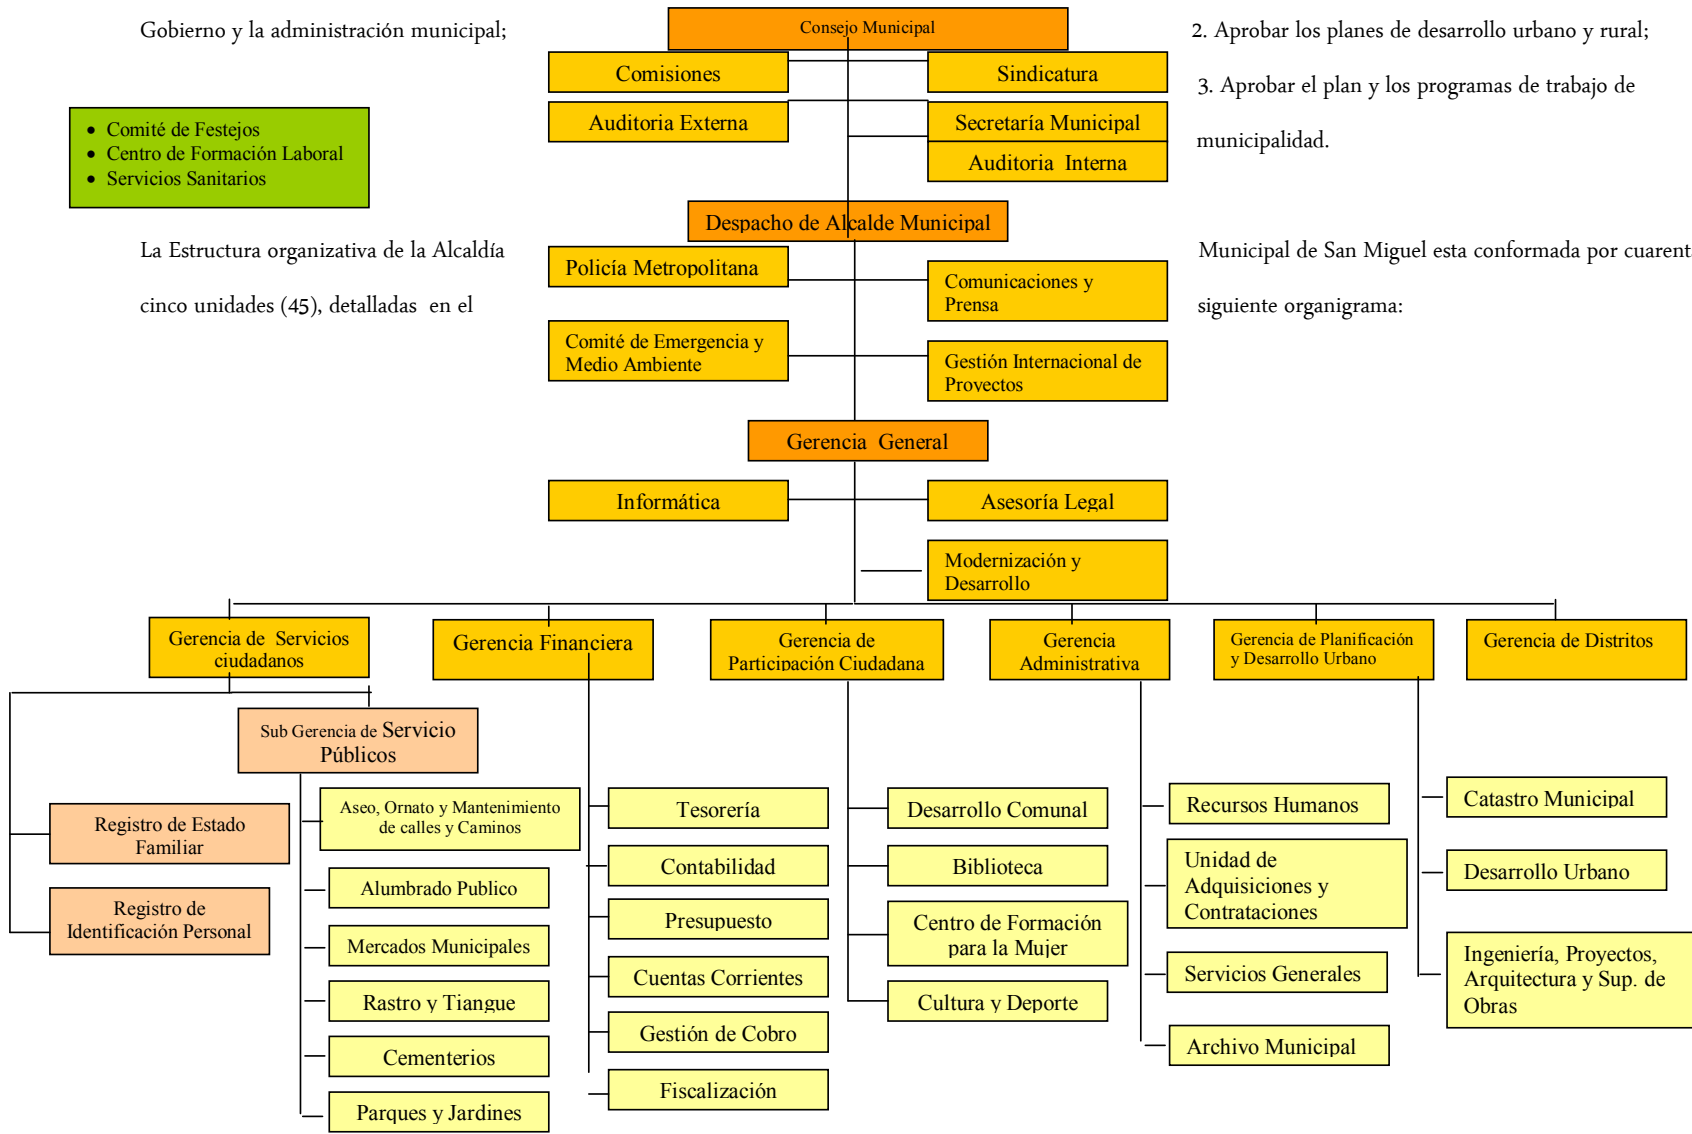 Gobierno y la administración municipal;
Consejo Municipal
2. Aprobar los planes de desarrollo urbano y rural;
Comisiones
Sindicatura
3. Aprobar el plan y los programas de trabajo de
Auditoria Externa
Secretaría Municipal
municipalidad.
Auditoria Interna
• Comité de Festejos
• Centro de Formación Laboral
• Servicios Sanitarios
Despacho de Alcalde Municipal
La Estructura organizativa de la Alcaldía
Municipal de San Miguel esta conformada por cuarent
Policía Metropolitana
Comunicaciones y
Prensa
cinco unidades (45), detalladas en el
siguiente organigrama:
Comité de Emergencia y
Medio Ambiente
Gestión Internacional de
Proyectos
Gerencia General
Informática
Asesoría Legal
Modernización y
Desarrollo
Gerencia de Servicios
ciudadanos
Gerencia Financiera
Gerencia de
Participación Ciudadana
Gerencia
Administrativa
Gerencia de Planificación
y Desarrollo Urbano
Gerencia de Distritos
Sub Gerencia de Servicio
Públicos
Registro de Estado
Familiar
Registro de
Identificación Personal
Aseo, Ornato y Mantenimiento
de calles y Caminos
Alumbrado Publico
Mercados Municipales
Rastro y Tiangue
Cementerios
Parques y Jardines
Tesorería
Contabilidad
Presupuesto
Cuentas Corrientes
Gestión de Cobro
Fiscalización
Desarrollo Comunal
Biblioteca
Centro de Formación
para la Mujer
Cultura y Deporte
Recursos Humanos
Unidad de
Adquisiciones y
Contrataciones
Servicios Generales
Archivo Municipal
Catastro Municipal
Desarrollo Urbano
Ingeniería, Proyectos,
Arquitectura y Sup. de
Obras